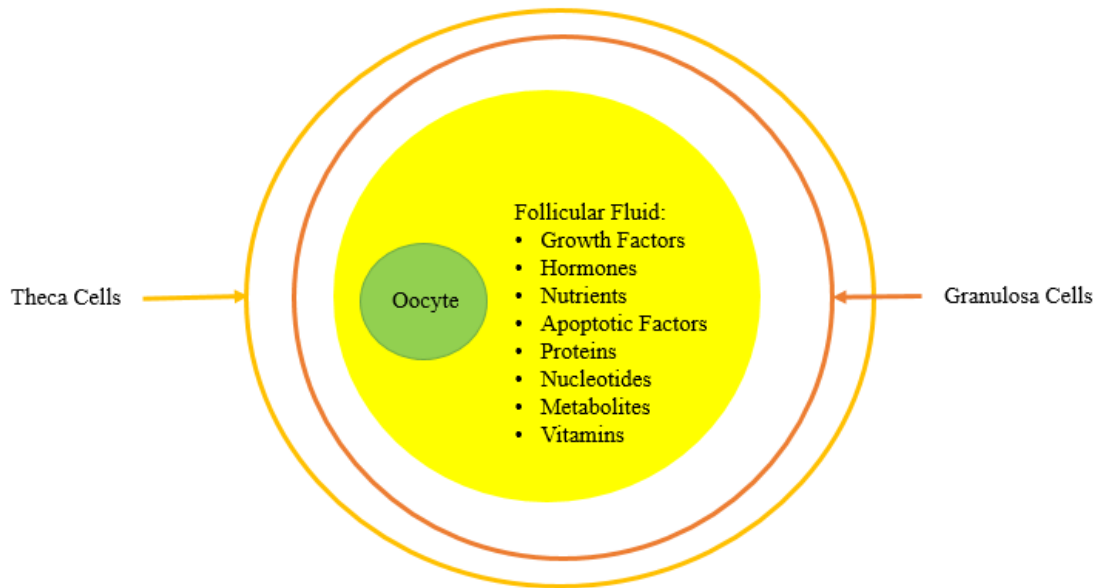 Follicular Fluid:
• Growth Factors
• Hormones
• Nutrients
• Apoptotic Factors
• Proteins
• Nucleotides
• Metabolites
• Vitamins
Oocyte
Theca Cells
Granulosa Cells